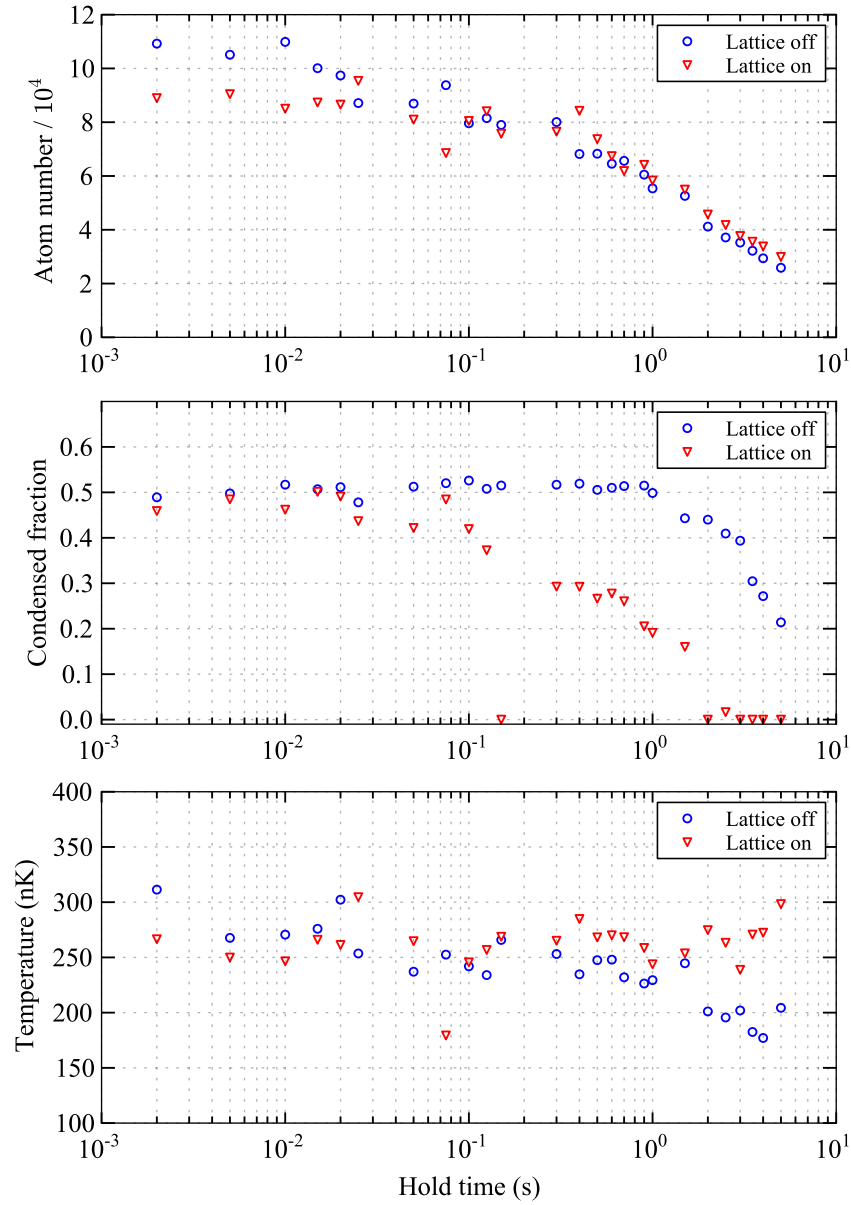 Atom number / 10⁴
12
10
8
6
4
2
0
Lattice off
Lattice on
10⁻³ 10⁻² 10⁻¹ 10⁰ 10¹
Condensed fraction
0.6
0.5
0.4
0.3
0.2
0.1
0.0
Lattice off
Lattice on
10⁻³ 10⁻² 10⁻¹ 10⁰ 10¹
Temperature (nK)
400
350
300
250
200
150
100
Lattice off
Lattice on
10⁻³ 10⁻² 10⁻¹ 10⁰ 10¹
Hold time (s)